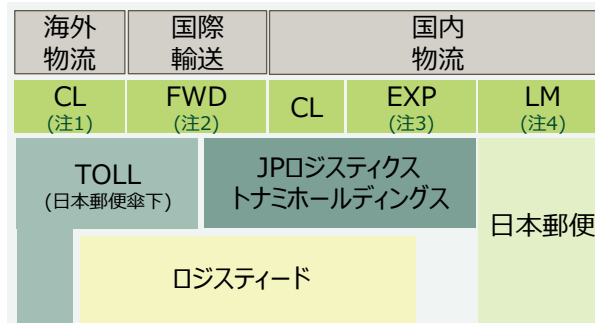 海外
物流
国際
輸送
国内
物流
CL
(注1)
FWD
(注2)
CL
EXP
(注3)
LM
(注4)
TOLL
(日本郵便傘下)
JPロジスティクス
トナミホールディングス
日本郵便
ロジスティード